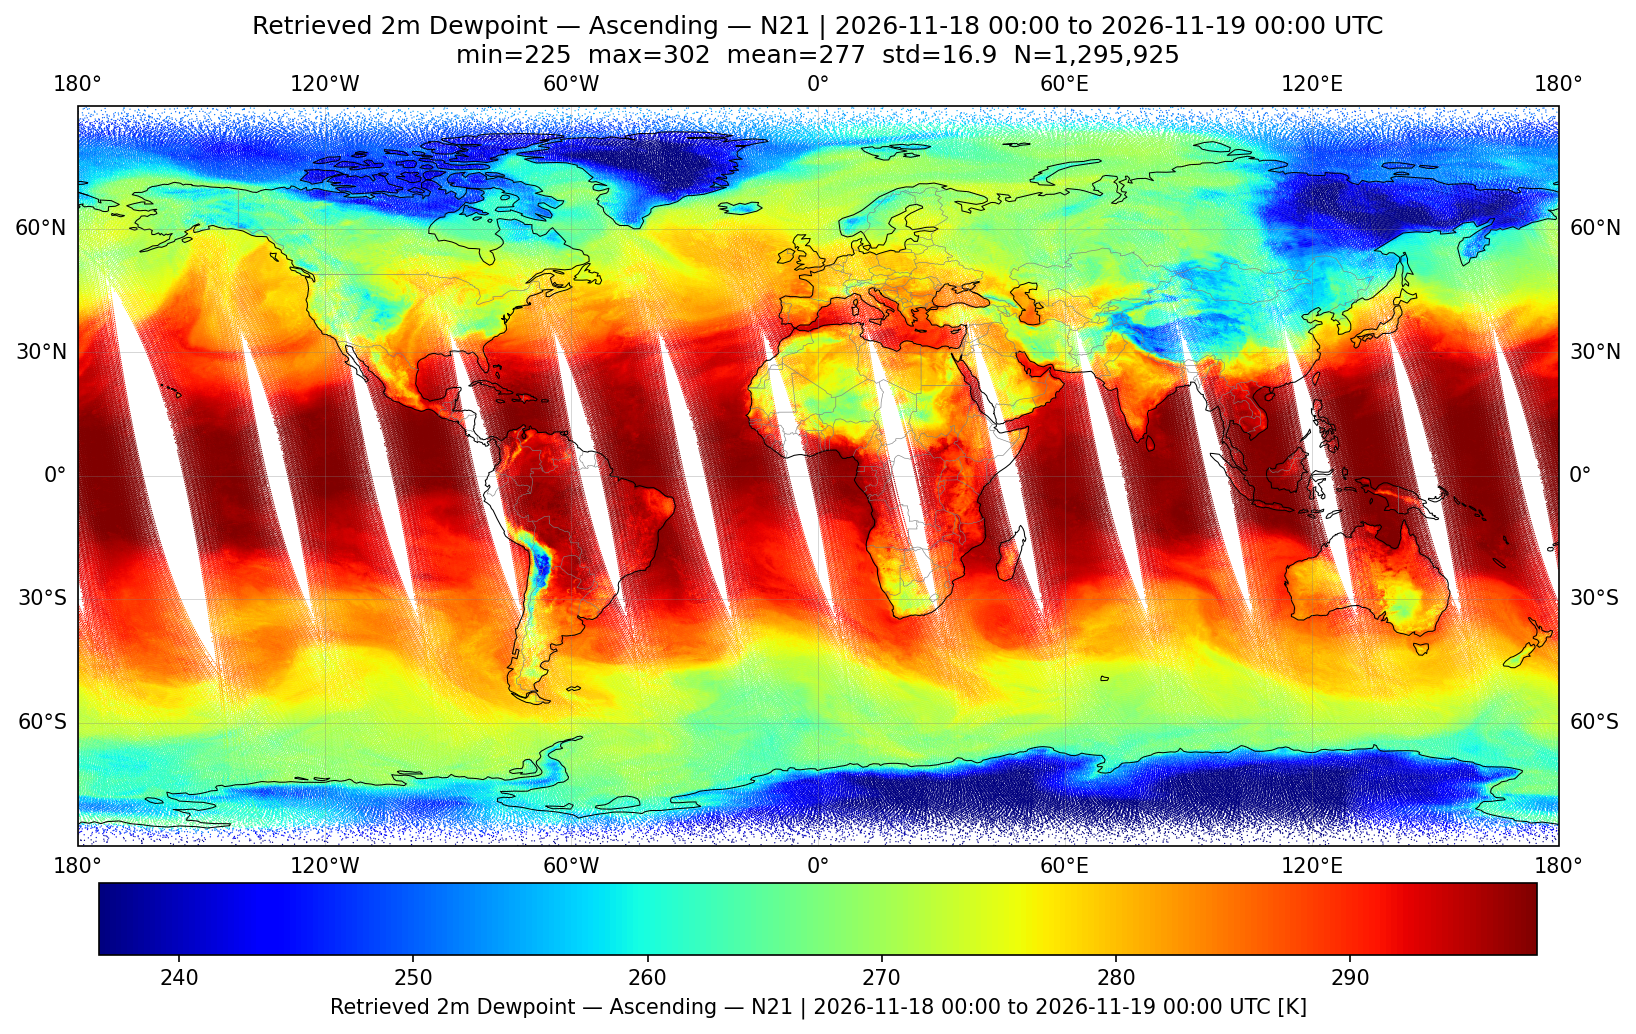 Retrieved 2m Dewpoint — Ascending — N21 | 2026-11-18 00:00 to 2026-11-19 00:00 UTC
min=225 max=302 mean=277 std=16.9 N=1,295,925
180° 120°W 60°W 0° 60°E 120°E 180°
60°N 60°N
30°N 30°N
0° 0°
30°S 30°S
60°S 60°S
180° 120°W 60°W 0° 60°E 120°E 180°
240 250 260 270 280 290
Retrieved 2m Dewpoint — Ascending — N21 | 2026-11-18 00:00 to 2026-11-19 00:00 UTC [K]